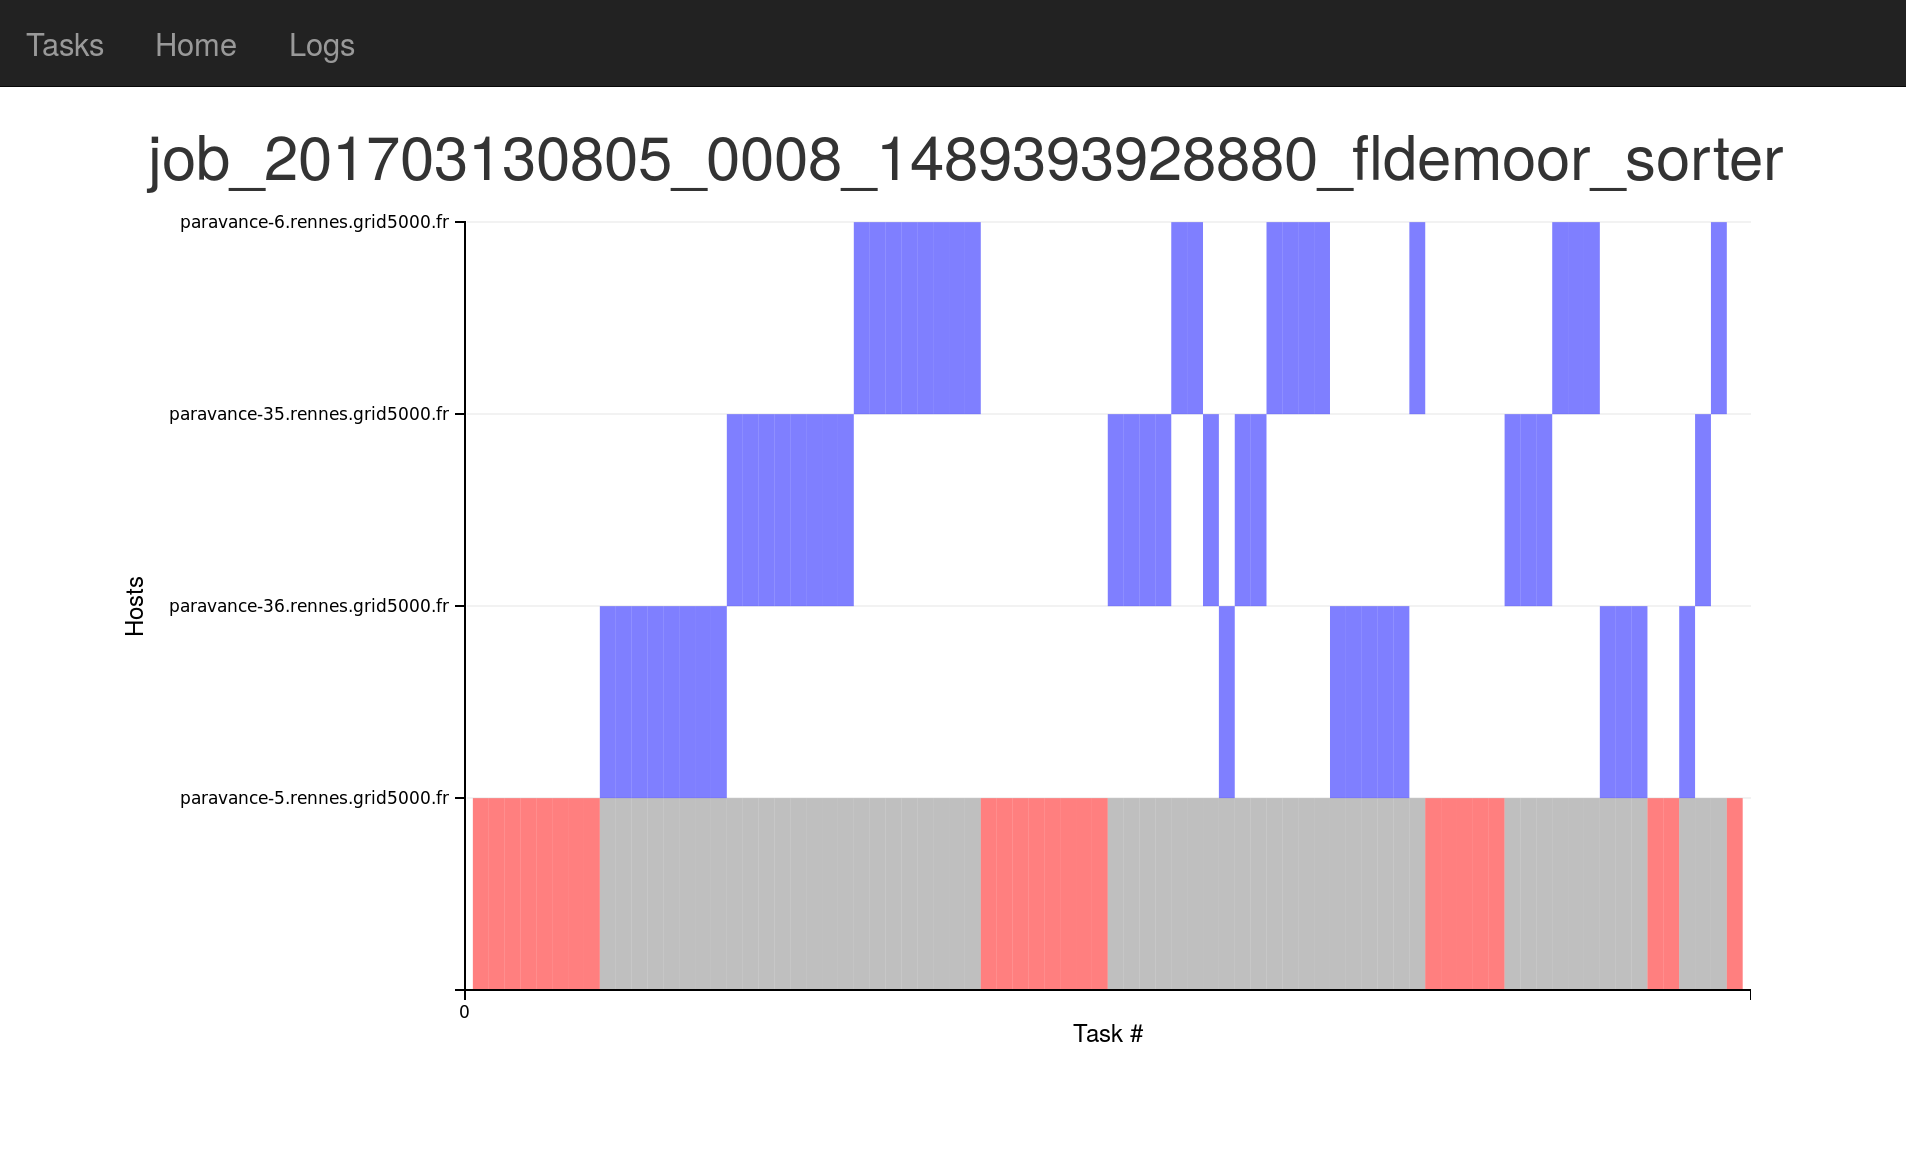 Tasks Home Logs
job_201703130805_0008_1489393928880_fldemoor_sorter
paravance-6.rennes.grid5000.fr
paravance-35.rennes.grid5000.fr
Hosts
paravance-36.rennes.grid5000.fr
paravance-5.rennes.grid5000.fr
0
Task #